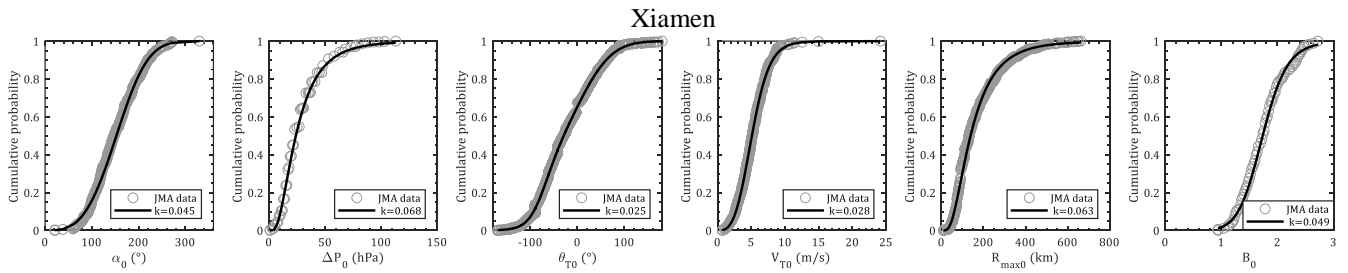 Xiamen
Cumulative probability
1
0.8
0.6
0.4
0.2
0
0 100 200 300
α0 (°)
JMA data
k=0.045
Cumulative probability
1
0.8
0.6
0.4
0.2
0
0 50 100 150
ΔP0 (hPa)
JMA data
k=0.068
Cumulative probability
1
0.8
0.6
0.4
0.2
0
-100 0 100
θT0 (°)
JMA data
k=0.025
Cumulative probability
1
0.8
0.6
0.4
0.2
0
0 5 10 15 20 25
VT0 (m/s)
JMA data
k=0.028
Cumulative probability
1
0.8
0.6
0.4
0.2
0
0 200 400 600 800
Rmax0 (km)
JMA data
k=0.063
Cumulative probability
1
0.8
0.6
0.4
0.2
0
0 1 2 3
B0
JMA data
k=0.049